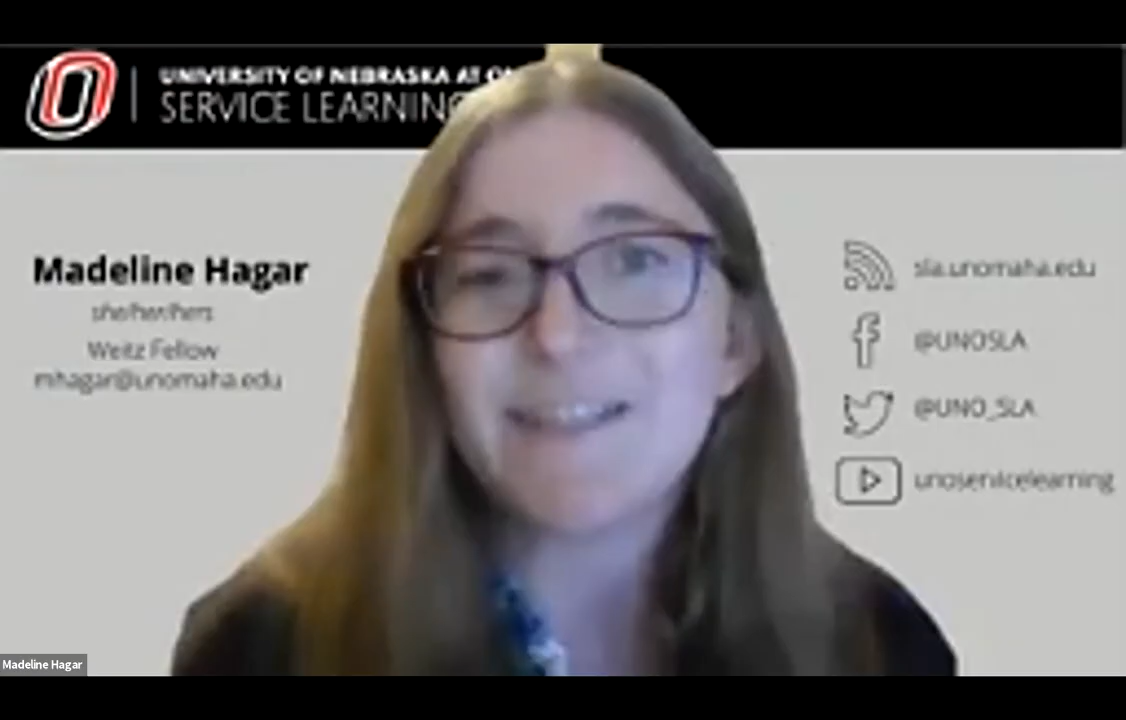 UNIVERSITY OF NEBRASKA AT
SERVICE LEARNING
Madeline Hagar
she/her/hers
Weitz Fellow
mhagar@unomaha.edu
sla.unomaha.edu
@UNOSLA
@UNO_SLA
unoservicelearning
Madeline Hagar